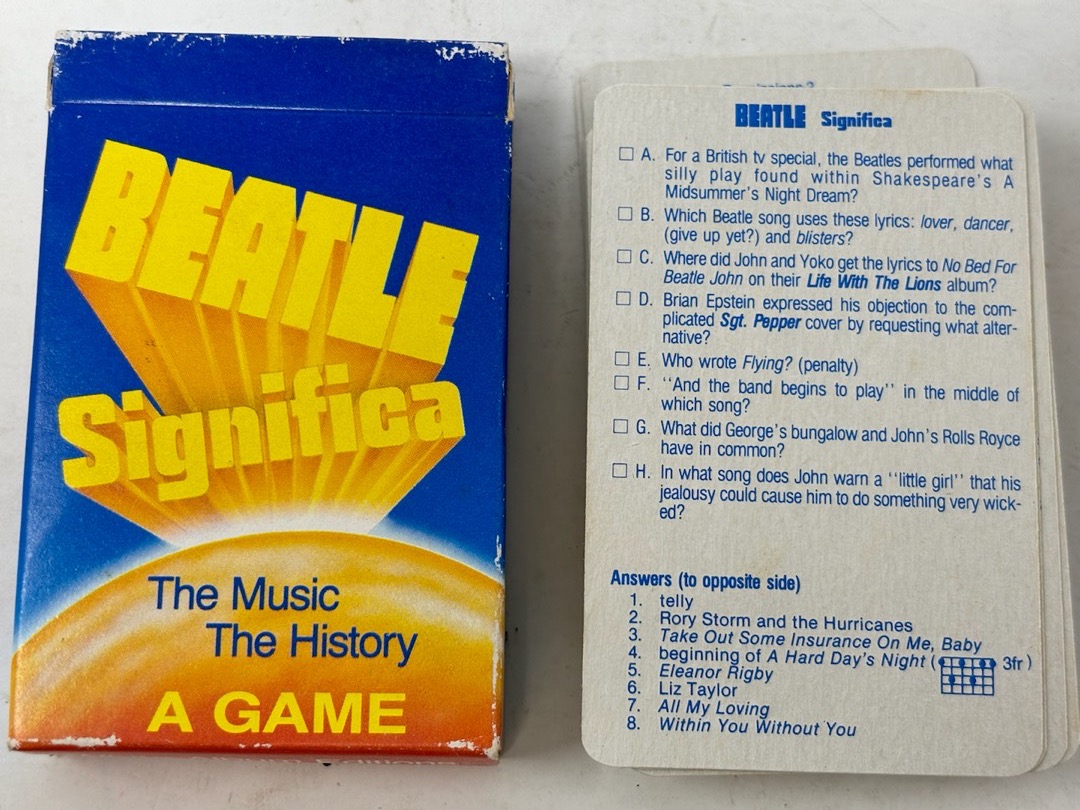 BEATLE
Significa
The Music
The History
A GAME
Editions
BEATLE Significa
A. For a British tv special, the Beatles performed what
silly play found within Shakespeare's A
Midsummer's Night Dream?
B. Which Beatle song uses these lyrics: lover, dancer,
(give up yet?) and blisters?
C. Where did John and Yoko get the lyrics to No Bed For
Beatle John on their Life With The Lions album?
D. Brian Epstein expressed his objection to the com-
plicated Sgt. Pepper cover by requesting what alter-
native?
E. Who wrote Flying? (penalty)
F. ''And the band begins to play'' in the middle of
which song?
G. What did George's bungalow and John's Rolls Royce
have in common?
H. In what song does John warn a ''little girl'' that his
jealousy could cause him to do something very wick-
ed?
Answers (to opposite side)
1. telly
2. Rory Storm and the Hurricanes
3. Take Out Some Insurance On Me, Baby
4. beginning of A Hard Day's Night ( 3fr )
5. Eleanor Rigby
6. Liz Taylor
7. All My Loving
8. Within You Without You